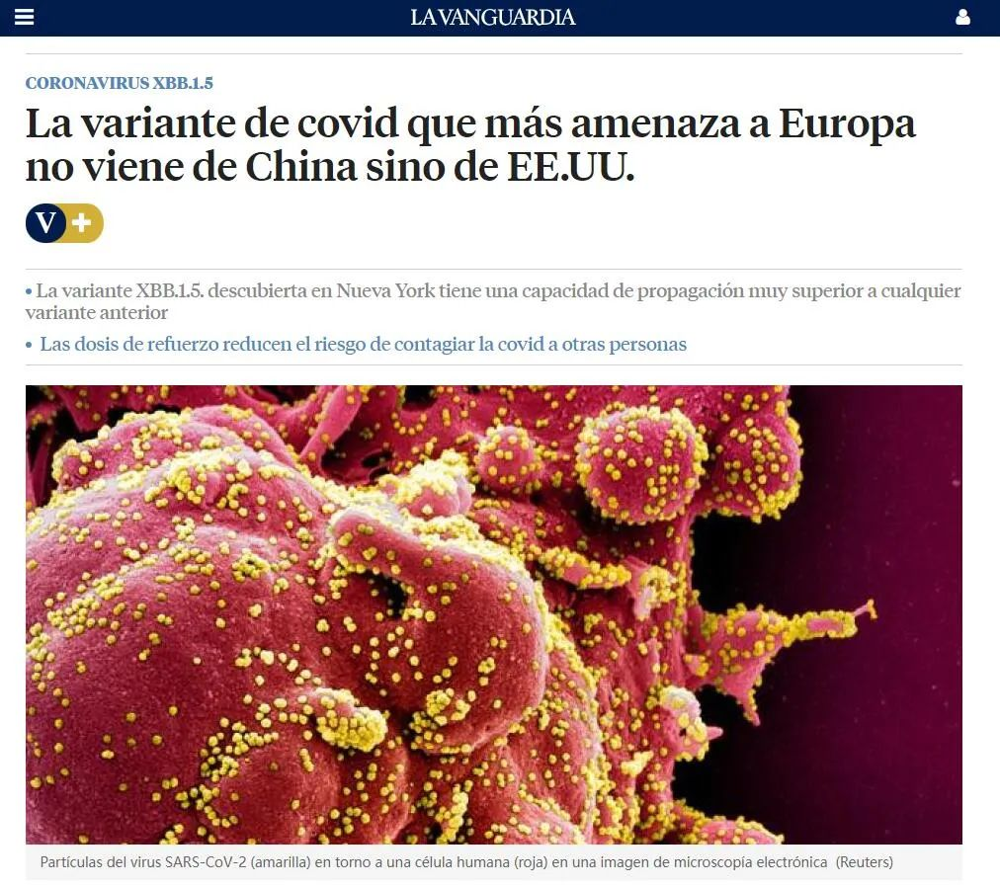 LA VANGUARDIA
CORONAVIRUS XBB.1.5
La variante de covid que más amenaza a Europa
no viene de China sino de EE.UU.
V+
• La variante XBB.1.5. descubierta en Nueva York tiene una capacidad de propagación muy superior a cualquier
variante anterior
• Las dosis de refuerzo reducen el riesgo de contagiar la covid a otras personas
Partículas del virus SARS-CoV-2 (amarilla) en torno a una célula humana (roja) en una imagen de microscopía electrónica (Reuters)